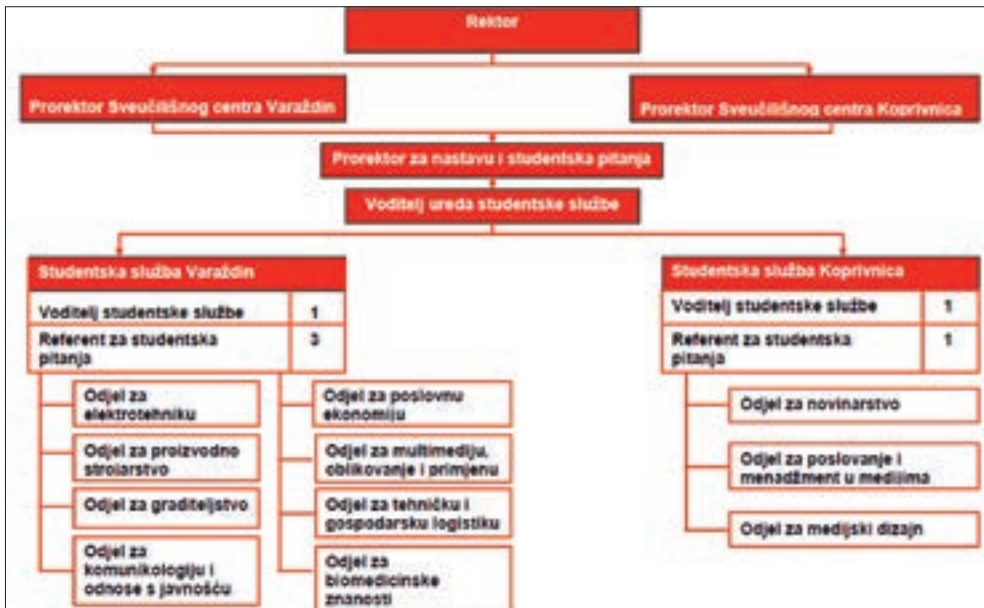 Rektor
Prorektor Sveučilišnog centra Varaždin
Prorektor Sveučilišnog centra Koprivnica
Prorektor za nastavu i studentska pitanja
Voditelj ureda studentske službe
Studentska služba Varaždin
Voditelj studentske službe 1
Referent za studentska 3
pitanja
Odjel za
elektrotehniku
Odjel za proizvodno
strojarstvo
Odjel za graditeljstvo
Odjel za
komunikologiju i
odnose s javnošću
Odjel za poslovnu
ekonomiju
Odjel za multimediju,
oblikovanje i primjenu
Odjel za tehničku i
gospodarsku logistiku
Odjel za
biomedicinske
znanosti
Studentska služba Koprivnica
Voditelj studentske službe 1
Referent za studentska 1
pitanja
Odjel za novinarstvo
Odjel za poslovanje i
menadžment u medijima
Odjel za medijski dizajn